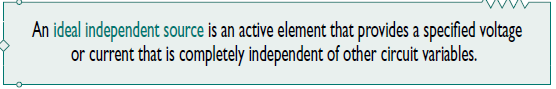 An ideal independent source is an active element that provides a specified voltage
or current that is completely independent of other circuit variables.